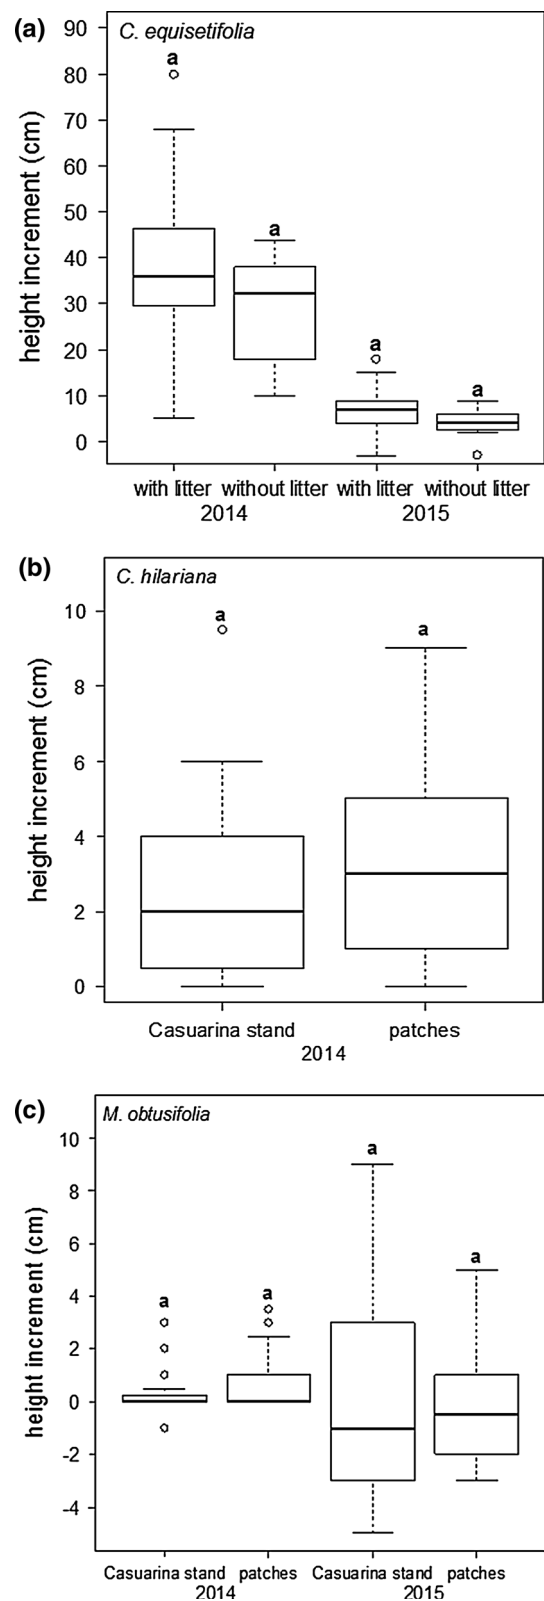 (a)
C. equisetifolia
height increment (cm)
90
80
70
60
50
40
30
20
10
0
a
a
a
a
with litter without litter with litter without litter
2014 2015
(b)
C. hilariana
height increment (cm)
10
8
6
4
2
0
a
a
Casuarina stand patches
2014
(c)
M. obtusifolia
height increment (cm)
10
8
6
4
2
0
-2
-4
a
a
a
a
Casuarina stand patches Casuarina stand patches
2014 2015